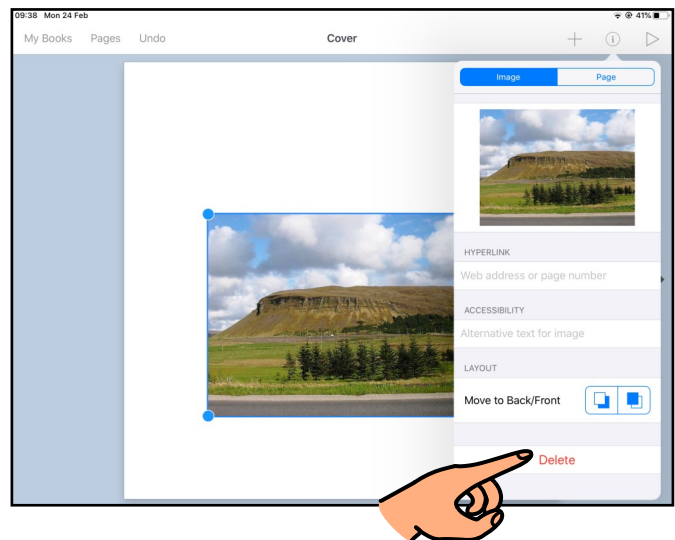 09:38 Mon 24 Feb 41%
My Books Pages Undo Cover
Image Page
HYPERLINK
Web address or page number
ACCESSIBILITY
Alternative text for image
LAYOUT
Move to Back/Front
Delete